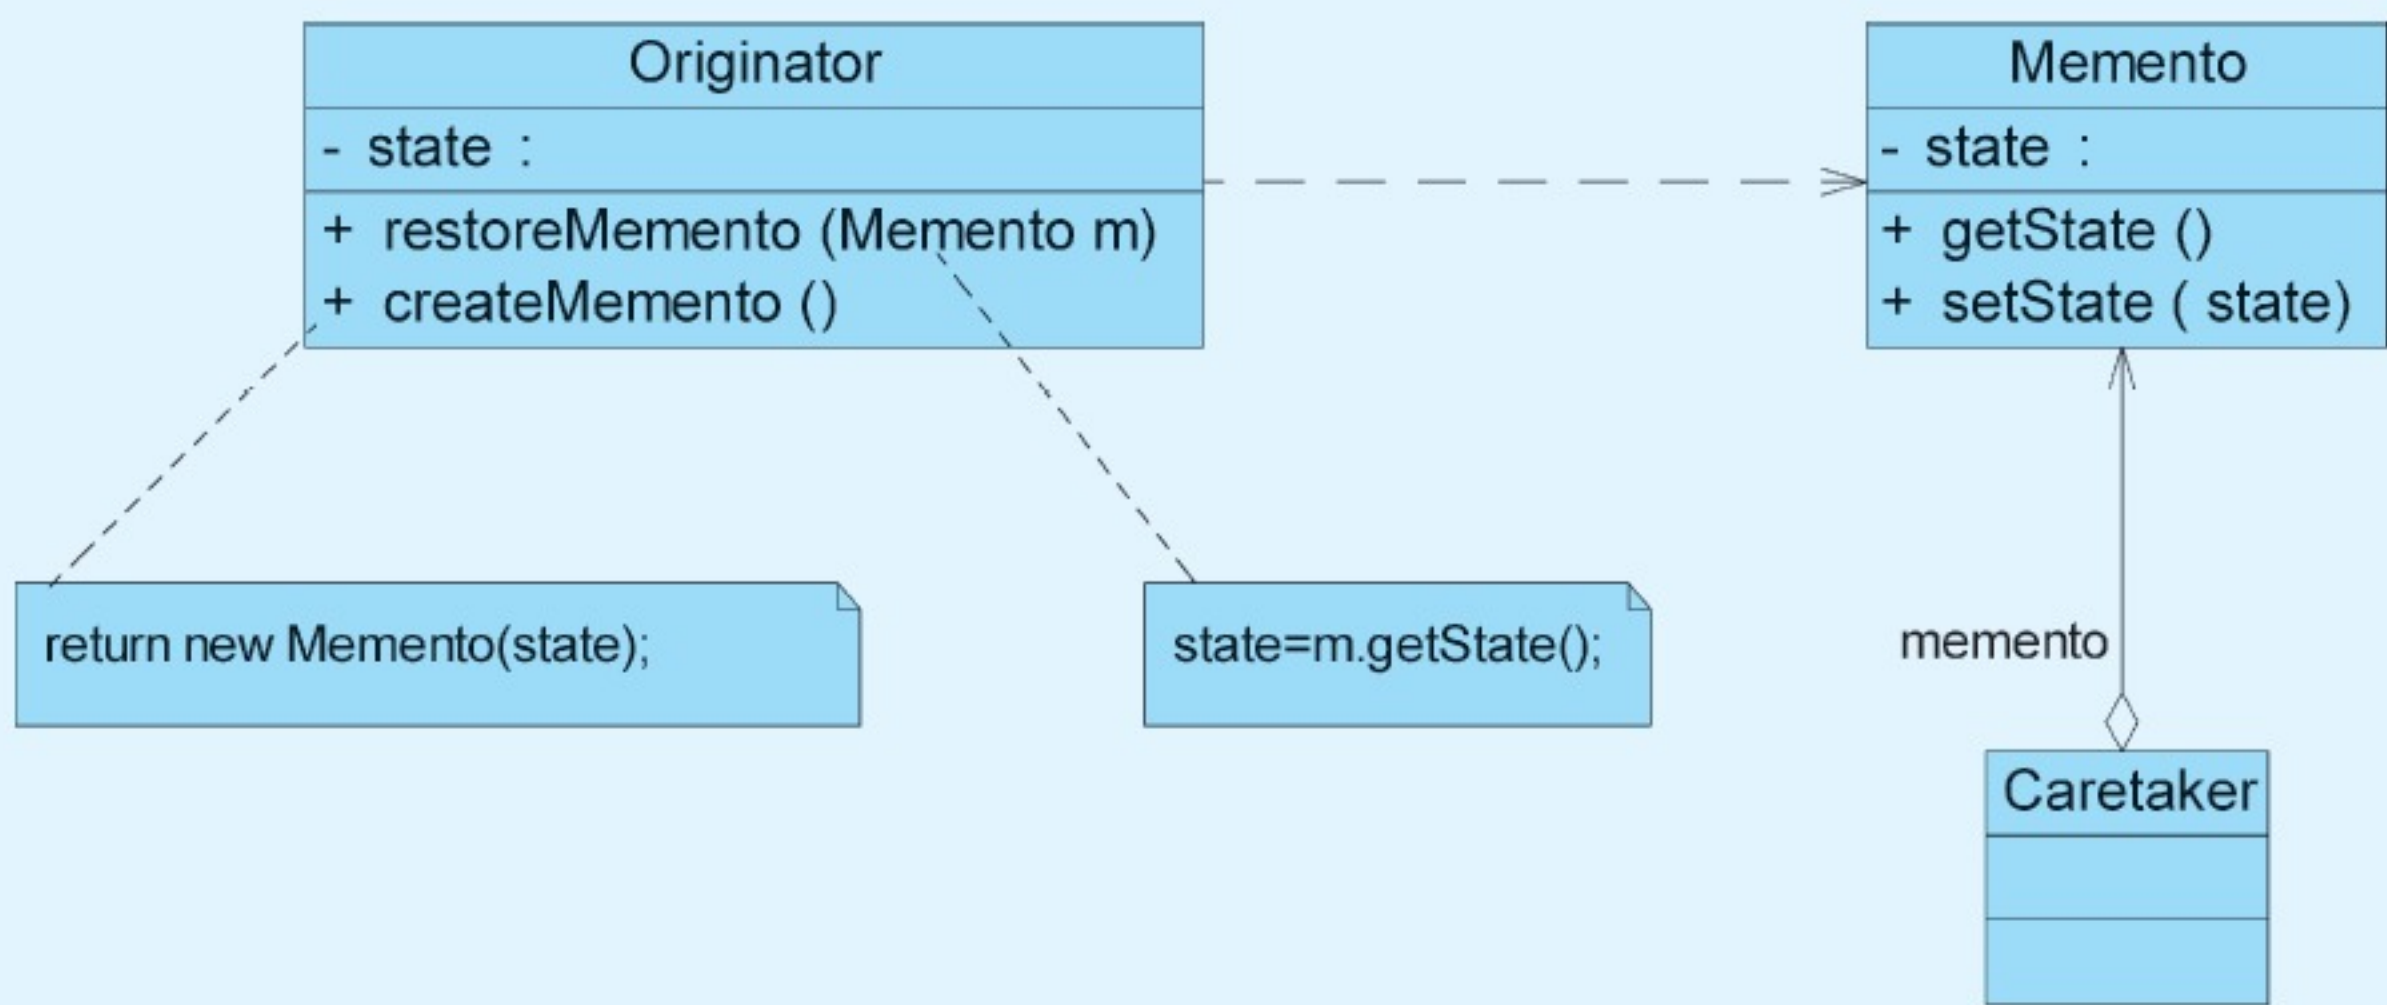 Originator
- state :
+ restoreMemento (Memento m)
+ createMemento ()
Memento
- state :
+ getState ()
+ setState ( state)
return new Memento(state);
state=m.getState();
memento
Caretaker